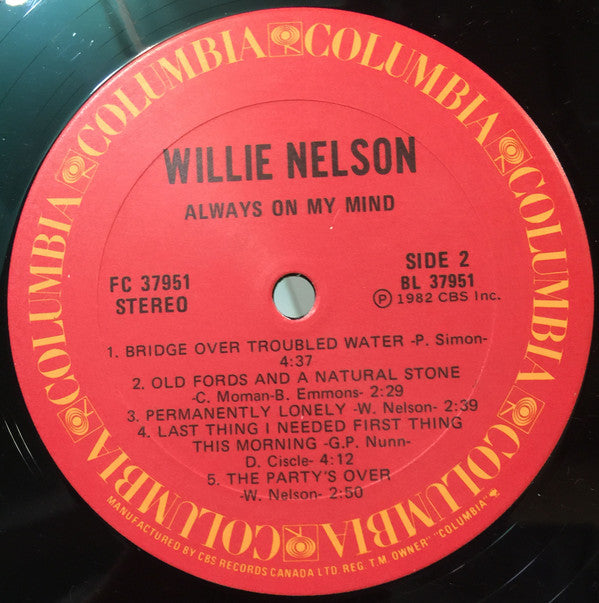 COLUMBIA COLUMBIA COLUMBIA COLUMBIA COLUMBIA COLUMBIA COLUMBIA COLUMBIA
WILLIE NELSON
ALWAYS ON MY MIND
FC 37951
STEREO
SIDE 2
BL 37951
Ⓟ 1982 CBS Inc.
1. BRIDGE OVER TROUBLED WATER -P. Simon-
4:37
2. OLD FORDS AND A NATURAL STONE
-C. Moman-B. Emmons- 2:29
3. PERMANENTLY LONELY -W. Nelson- 2:39
4. LAST THING I NEEDED FIRST THING
THIS MORNING -G.P. Nunn-
D. Ciscle- 4:12
5. THE PARTY'S OVER
-W. Nelson- 2:50
MANUFACTURED BY CBS RECORDS CANADA LTD. REG. T.M. OWNER" "COLUMBIA"